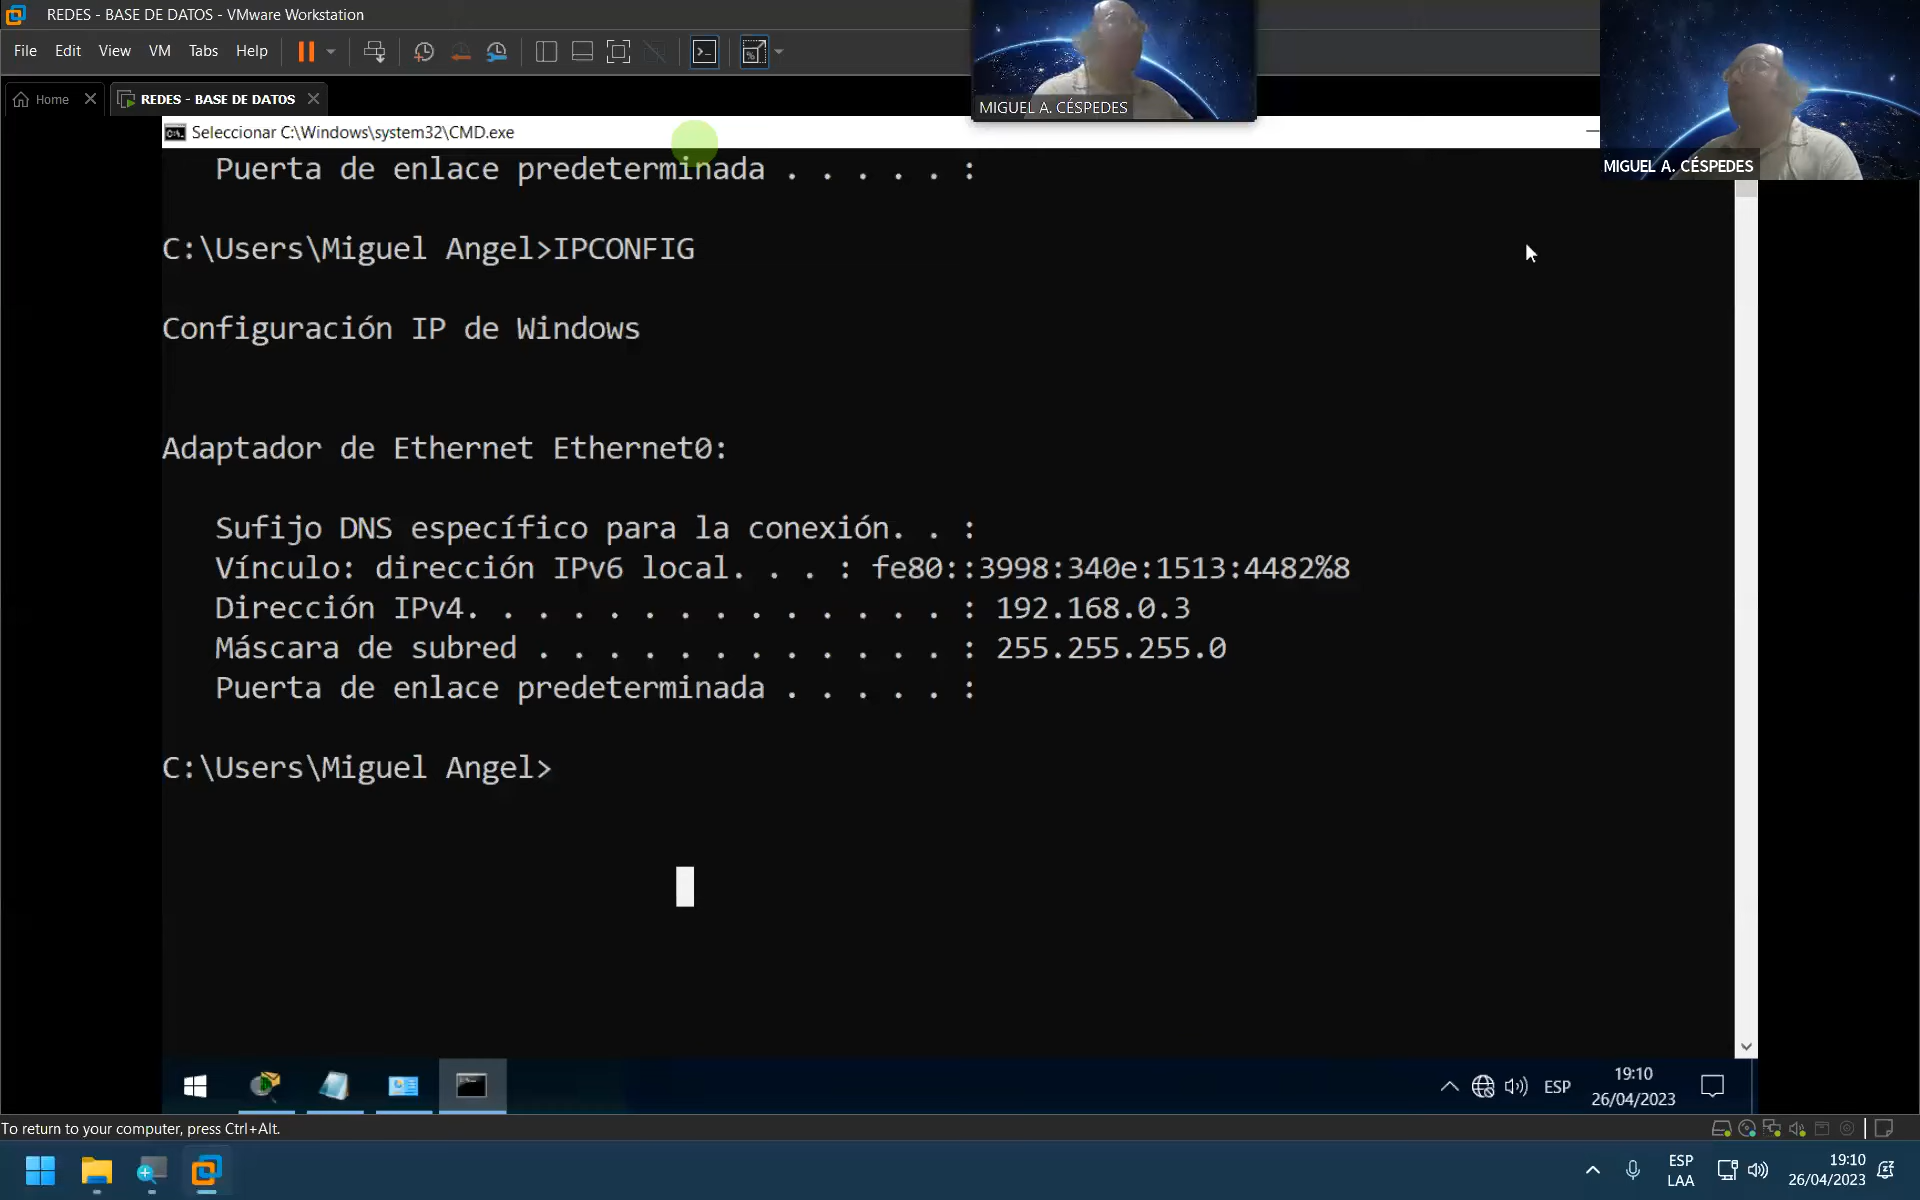 REDES - BASE DE DATOS - VMware Workstation
File Edit View VM Tabs Help
Home
REDES - BASE DE DATOS
MIGUEL A. CÉSPEDES
MIGUEL A. CÉSPEDES
Seleccionar C:\Windows\system32\CMD.exe
Puerta de enlace predeterminada . . . . . :
C:\Users\Miguel Angel>IPCONFIG
Configuración IP de Windows
Adaptador de Ethernet Ethernet0:
Sufijo DNS específico para la conexión. . :
Vínculo: dirección IPv6 local. . . : fe80::3998:340e:1513:4482%8
Dirección IPv4. . . . . . . . . . . . . . : 192.168.0.3
Máscara de subred . . . . . . . . . . . . : 255.255.255.0
Puerta de enlace predeterminada . . . . . :
C:\Users\Miguel Angel>
ESP
19:10
26/04/2023
To return to your computer, press Ctrl+Alt.
ESP
LAA
19:10
26/04/2023